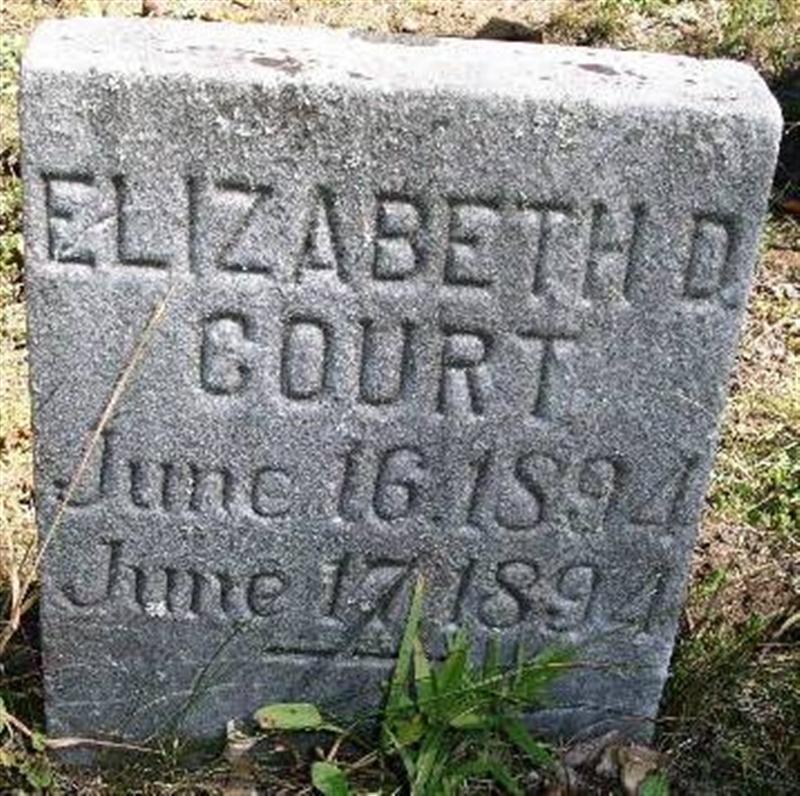 ELIZABETH D.
COURT
June 16, 1894
June 17, 1894